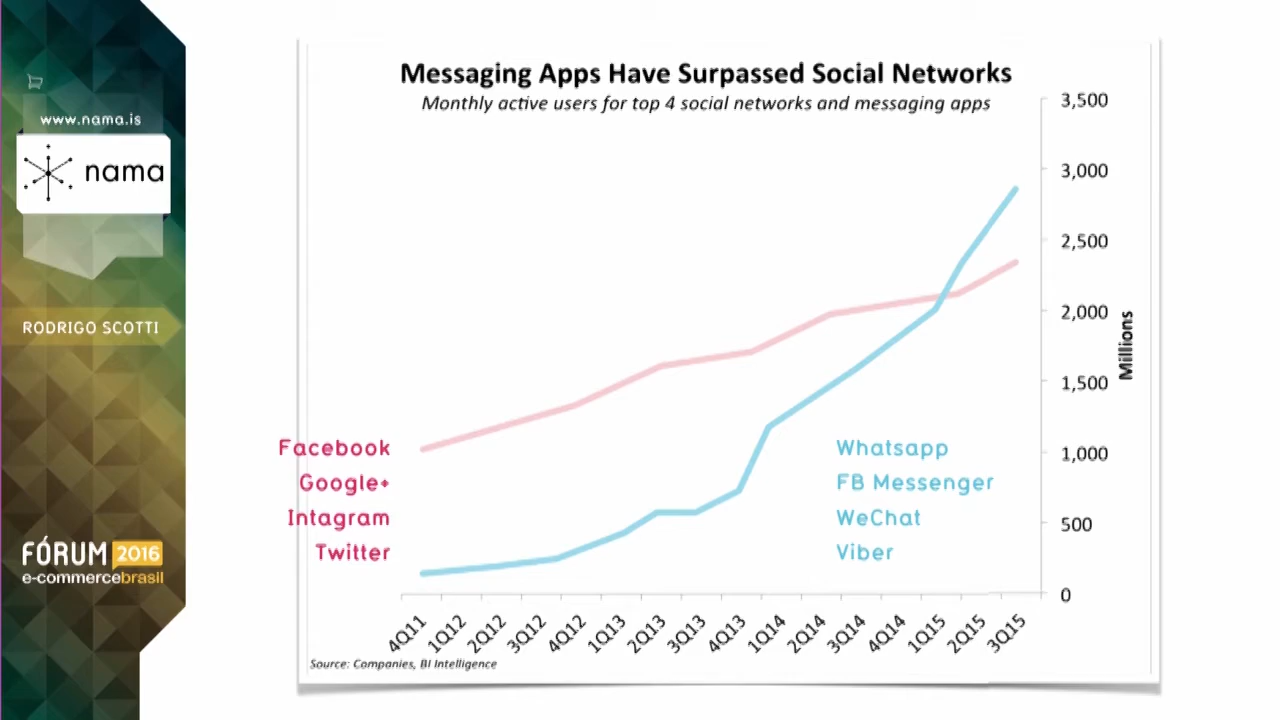 www.nama.is
nama
RODRIGO SCOTTI
FÓRUM 2016
e-commercebrasil
Messaging Apps Have Surpassed Social Networks
Monthly active users for top 4 social networks and messaging apps
3,500
3,000
2,500
2,000
1,500
1,000
500
0
Millions
Facebook
Google+
Intagram
Twitter
Whatsapp
FB Messenger
WeChat
Viber
4Q11 1Q12 2Q12 3Q12 4Q12 1Q13 2Q13 3Q13 4Q13 1Q14 2Q14 3Q14 4Q14 1Q15 2Q15 3Q15
Source: Companies, BI Intelligence